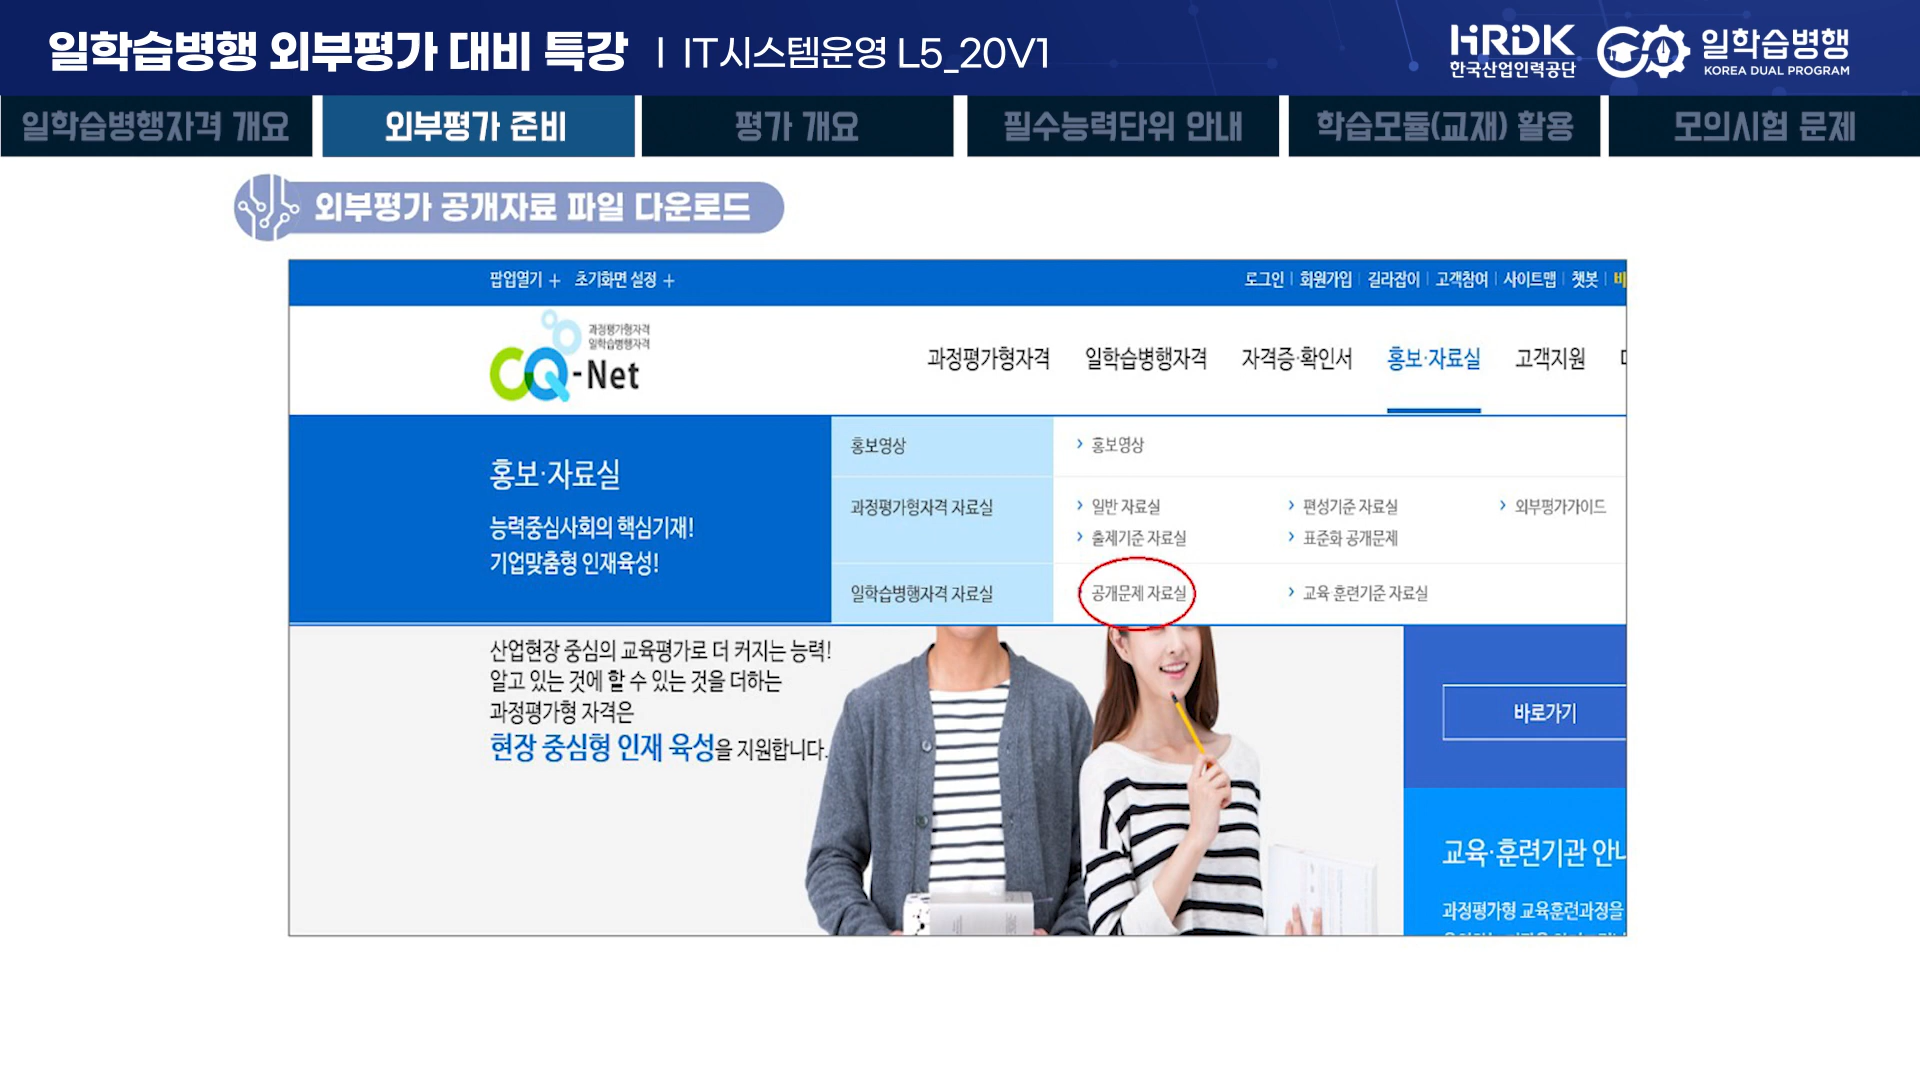 일학습병행 외부평가 대비 특강 | IT시스템운영 L5_20V1
HRDK
한국산업인력공단
일학습병행
KOREA DUAL PROGRAM
일학습병행자격 개요
외부평가 준비
평가 개요
필수능력단위 안내
학습모듈(교재) 활용
모의시험 문제
외부평가 공개자료 파일 다운로드
팝업열기 + 초기화면 설정 +
로그인 | 회원가입 | 길라잡이 | 고객참여 | 사이트맵 | 챗봇 |
과정평가형자격
일학습병행자격
CQ-Net
과정평가형자격 일학습병행자격 자격증·확인서 홍보·자료실 고객지원
홍보·자료실
능력중심사회의 핵심기재!
기업맞춤형 인재육성!
홍보영상
> 홍보영상
과정평가형자격 자료실
> 일반 자료실 > 편성기준 자료실 > 외부평가가이드
> 출제기준 자료실 > 표준화 공개문제
일학습병행자격 자료실
공개문제 자료실 > 교육 훈련기준 자료실
산업현장 중심의 교육평가로 더 커지는 능력!
알고 있는 것에 할 수 있는 것을 더하는
과정평가형 자격은
현장 중심형 인재 육성을 지원합니다.
바로가기
교육·훈련기관
과정평가형 교육훈련과정을